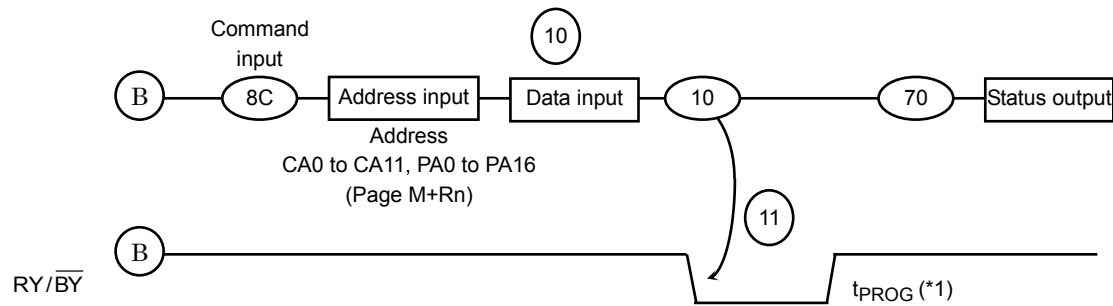 Command
input
10
B
8C
Address input
Data input
10
70
Status output
Address
CA0 to CA11, PA0 to PA16
(Page M+Rn)
11
B
RY/BY
tPROG (*1)